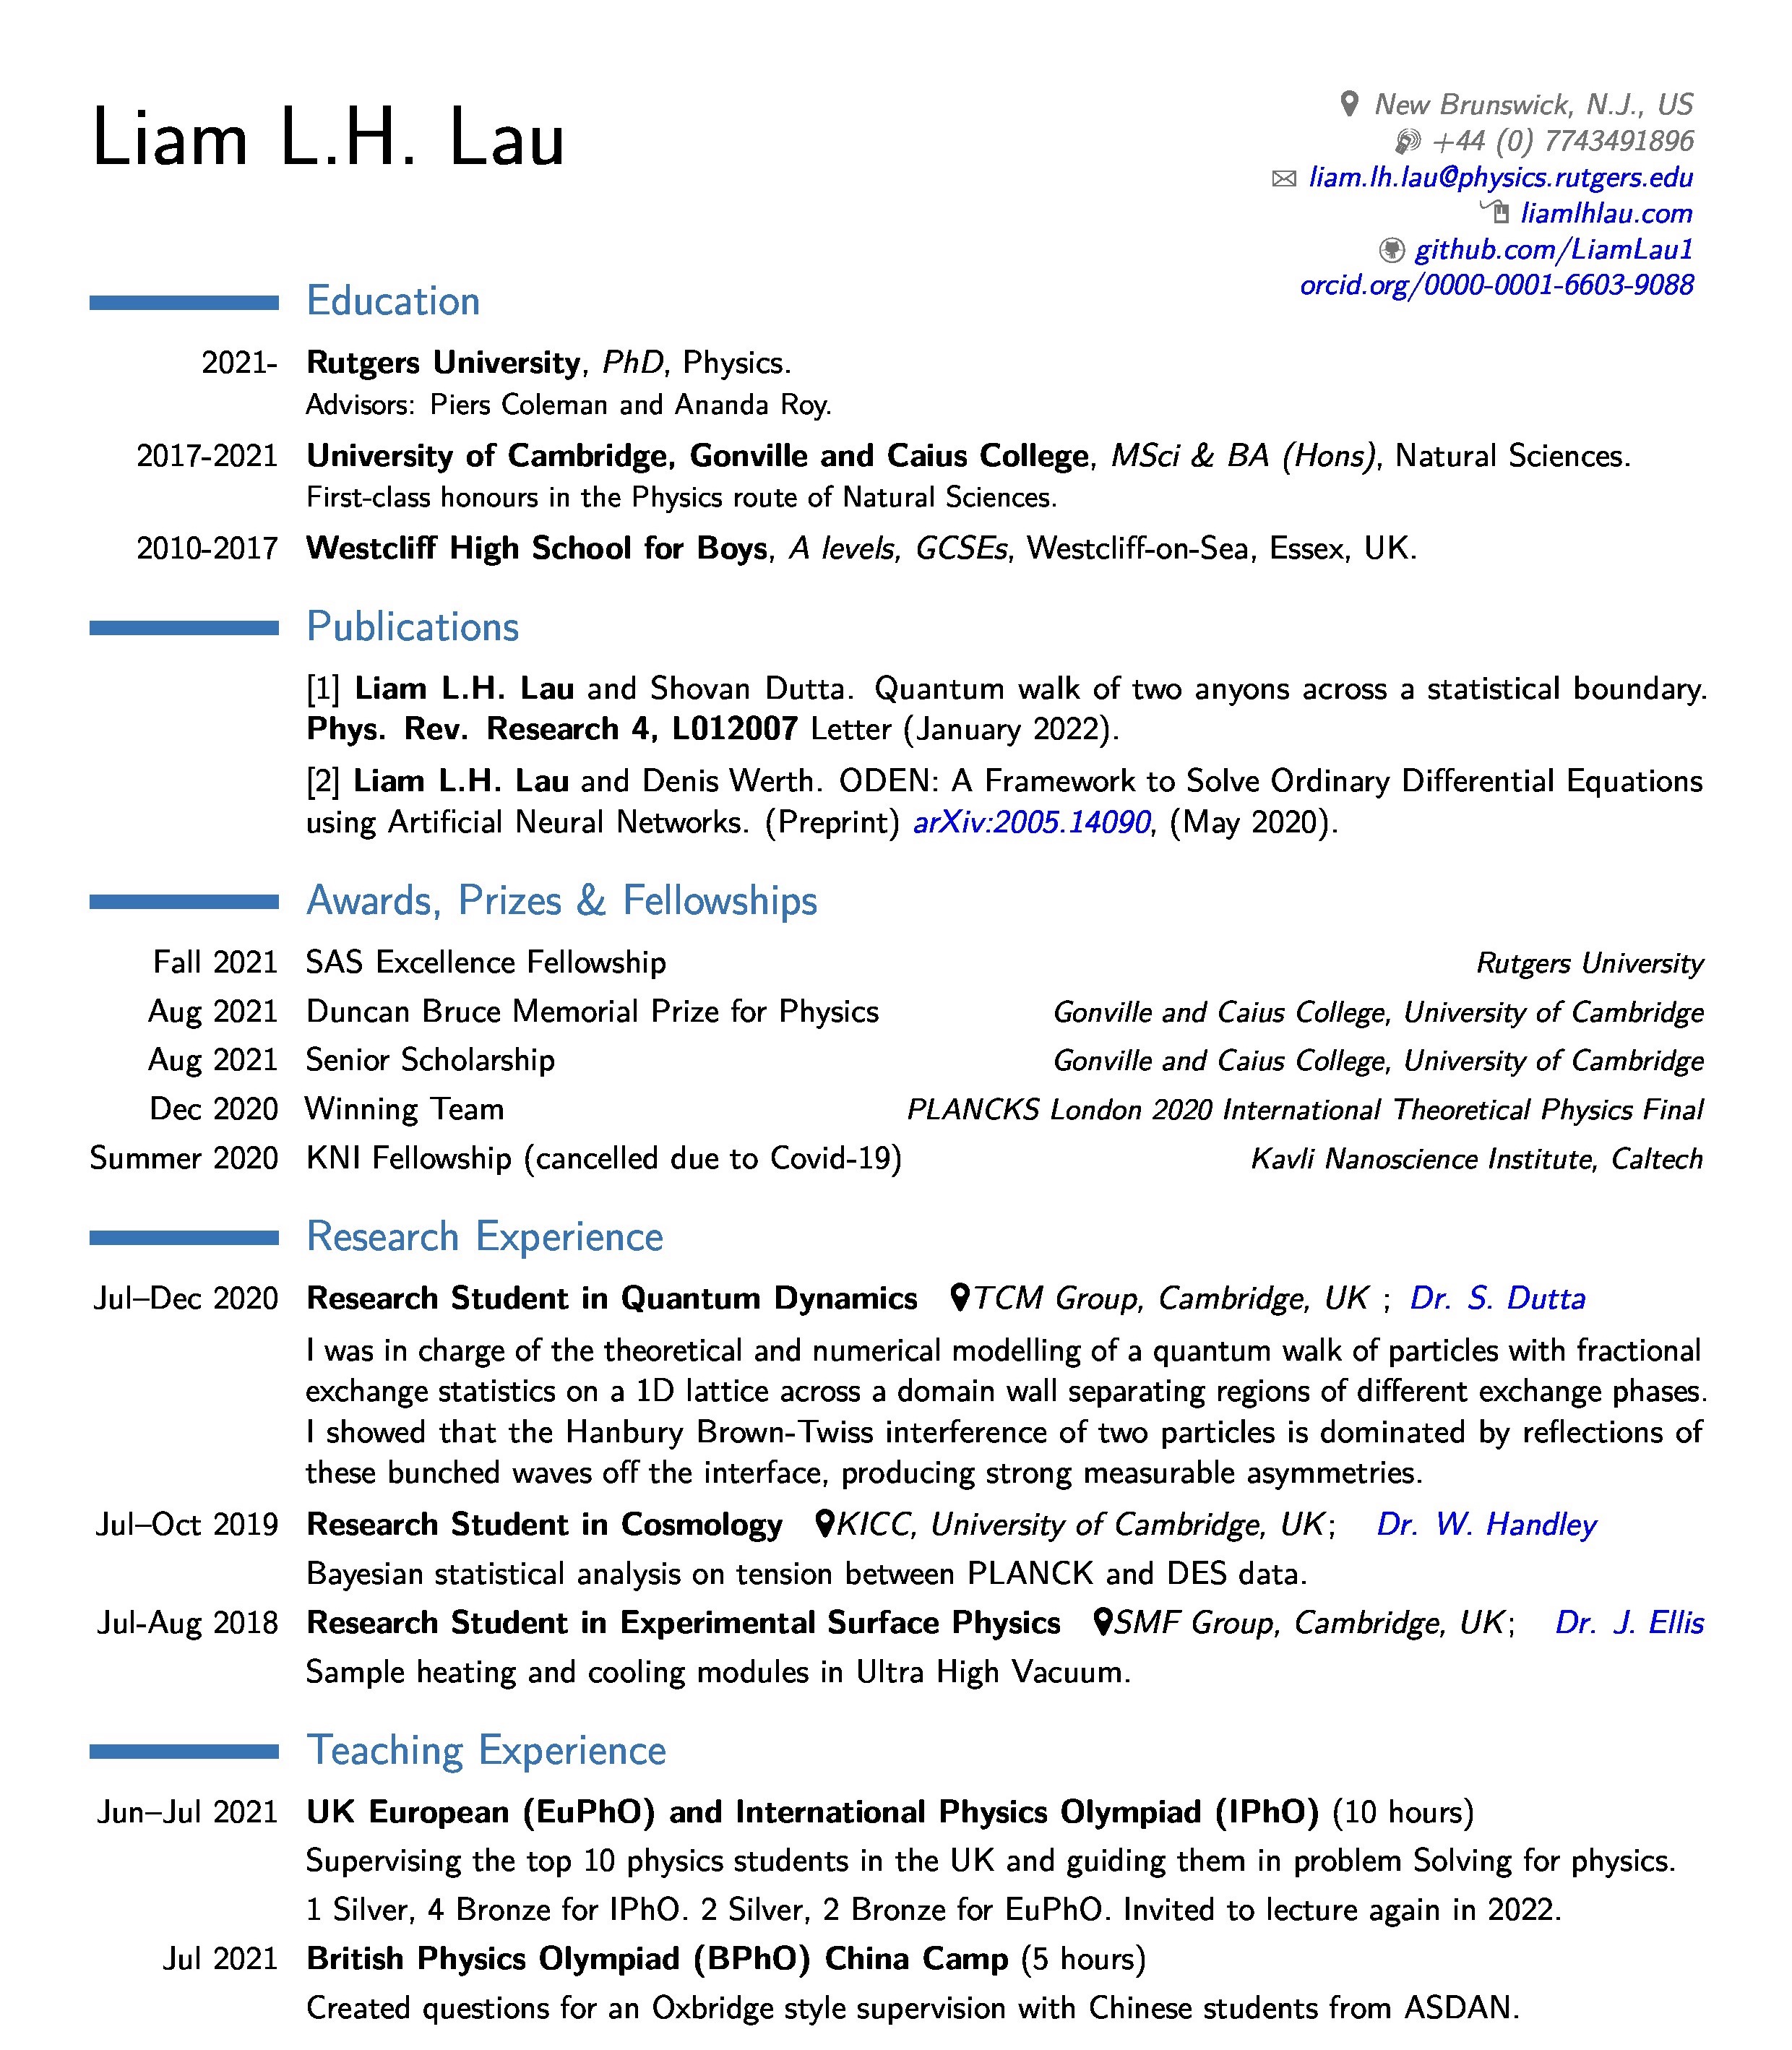 Liam L.H. Lau
New Brunswick, N.J., US
+44 (0) 7743491896
liam.lh.lau@physics.rutgers.edu
liamlhlau.com
github.com/LiamLau1
orcid.org/0000-0001-6603-9088
Education
2021- Rutgers University, PhD, Physics.
Advisors: Piers Coleman and Ananda Roy.
2017-2021 University of Cambridge, Gonville and Caius College, MSci & BA (Hons), Natural Sciences.
First-class honours in the Physics route of Natural Sciences.
2010-2017 Westcliff High School for Boys, A levels, GCSEs, Westcliff-on-Sea, Essex, UK.
Publications
[1] Liam L.H. Lau and Shovan Dutta. Quantum walk of two anyons across a statistical boundary.
Phys. Rev. Research 4, L012007 Letter (January 2022).
[2] Liam L.H. Lau and Denis Werth. ODEN: A Framework to Solve Ordinary Differential Equations
using Artificial Neural Networks. (Preprint) arXiv:2005.14090, (May 2020).
Awards, Prizes & Fellowships
Fall 2021 SAS Excellence Fellowship Rutgers University
Aug 2021 Duncan Bruce Memorial Prize for Physics Gonville and Caius College, University of Cambridge
Aug 2021 Senior Scholarship Gonville and Caius College, University of Cambridge
Dec 2020 Winning Team PLANCKS London 2020 International Theoretical Physics Final
Summer 2020 KNI Fellowship (cancelled due to Covid-19) Kavli Nanoscience Institute, Caltech
Research Experience
Jul–Dec 2020 Research Student in Quantum Dynamics TCM Group, Cambridge, UK ; Dr. S. Dutta
I was in charge of the theoretical and numerical modelling of a quantum walk of particles with fractional
exchange statistics on a 1D lattice across a domain wall separating regions of different exchange phases.
I showed that the Hanbury Brown-Twiss interference of two particles is dominated by reflections of
these bunched waves off the interface, producing strong measurable asymmetries.
Jul–Oct 2019 Research Student in Cosmology KICC, University of Cambridge, UK; Dr. W. Handley
Bayesian statistical analysis on tension between PLANCK and DES data.
Jul-Aug 2018 Research Student in Experimental Surface Physics SMF Group, Cambridge, UK; Dr. J. Ellis
Sample heating and cooling modules in Ultra High Vacuum.
Teaching Experience
Jun–Jul 2021 UK European (EuPhO) and International Physics Olympiad (IPhO) (10 hours)
Supervising the top 10 physics students in the UK and guiding them in problem Solving for physics.
1 Silver, 4 Bronze for IPhO. 2 Silver, 2 Bronze for EuPhO. Invited to lecture again in 2022.
Jul 2021 British Physics Olympiad (BPhO) China Camp (5 hours)
Created questions for an Oxbridge style supervision with Chinese students from ASDAN.